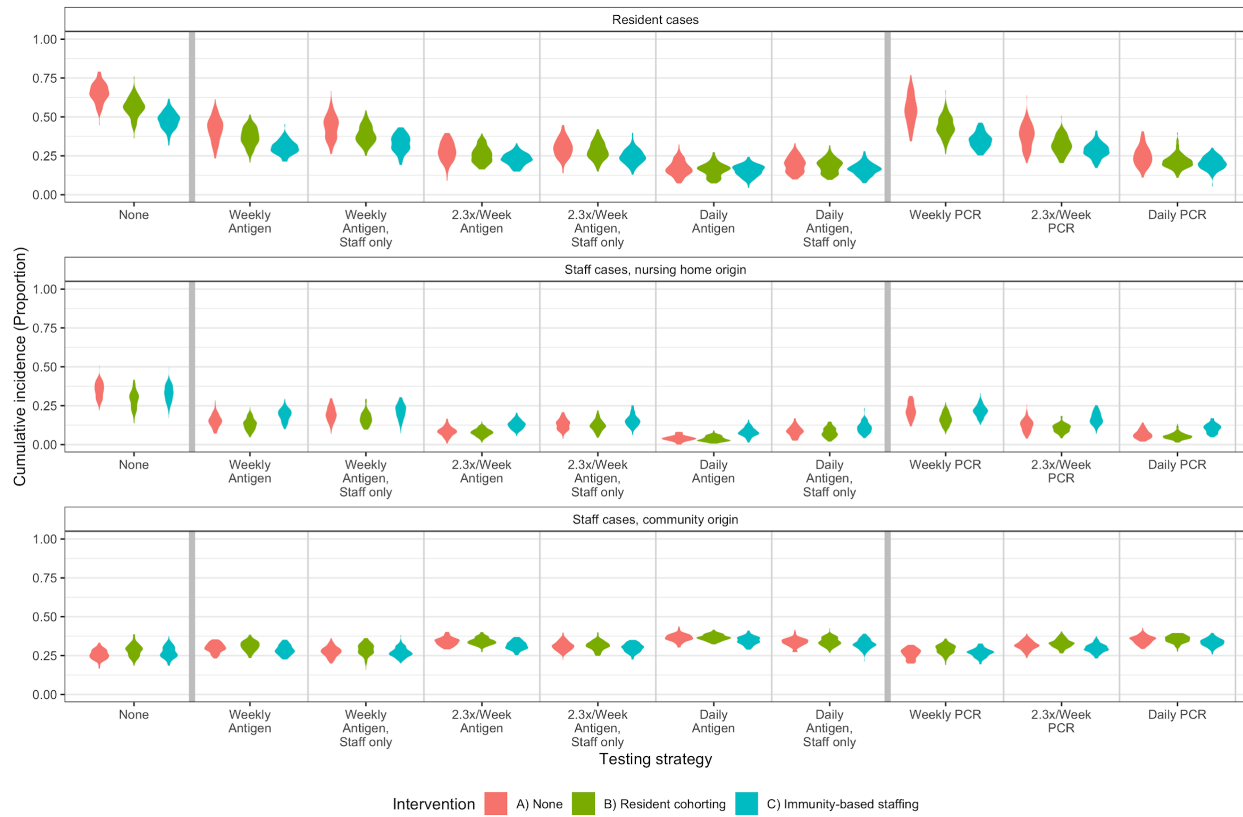 Resident cases
1.00
0.75
0.50
0.25
0.00
None
Weekly
Antigen
Weekly
Antigen,
Staff only
2.3x/Week
Antigen
2.3x/Week
Antigen,
Staff only
Daily
Antigen
Daily
Antigen,
Staff only
Weekly PCR
2.3x/Week
PCR
Daily PCR
Cumulative incidence (Proportion)
Staff cases, nursing home origin
1.00
0.75
0.50
0.25
0.00
None
Weekly
Antigen
Weekly
Antigen,
Staff only
2.3x/Week
Antigen
2.3x/Week
Antigen,
Staff only
Daily
Antigen
Daily
Antigen,
Staff only
Weekly PCR
2.3x/Week
PCR
Daily PCR
Staff cases, community origin
1.00
0.75
0.50
0.25
0.00
None
Weekly
Antigen
Weekly
Antigen,
Staff only
2.3x/Week
Antigen
2.3x/Week
Antigen,
Staff only
Daily
Antigen
Daily
Antigen,
Staff only
Weekly PCR
2.3x/Week
PCR
Daily PCR
Testing strategy
Intervention A) None B) Resident cohorting C) Immunity-based staffing